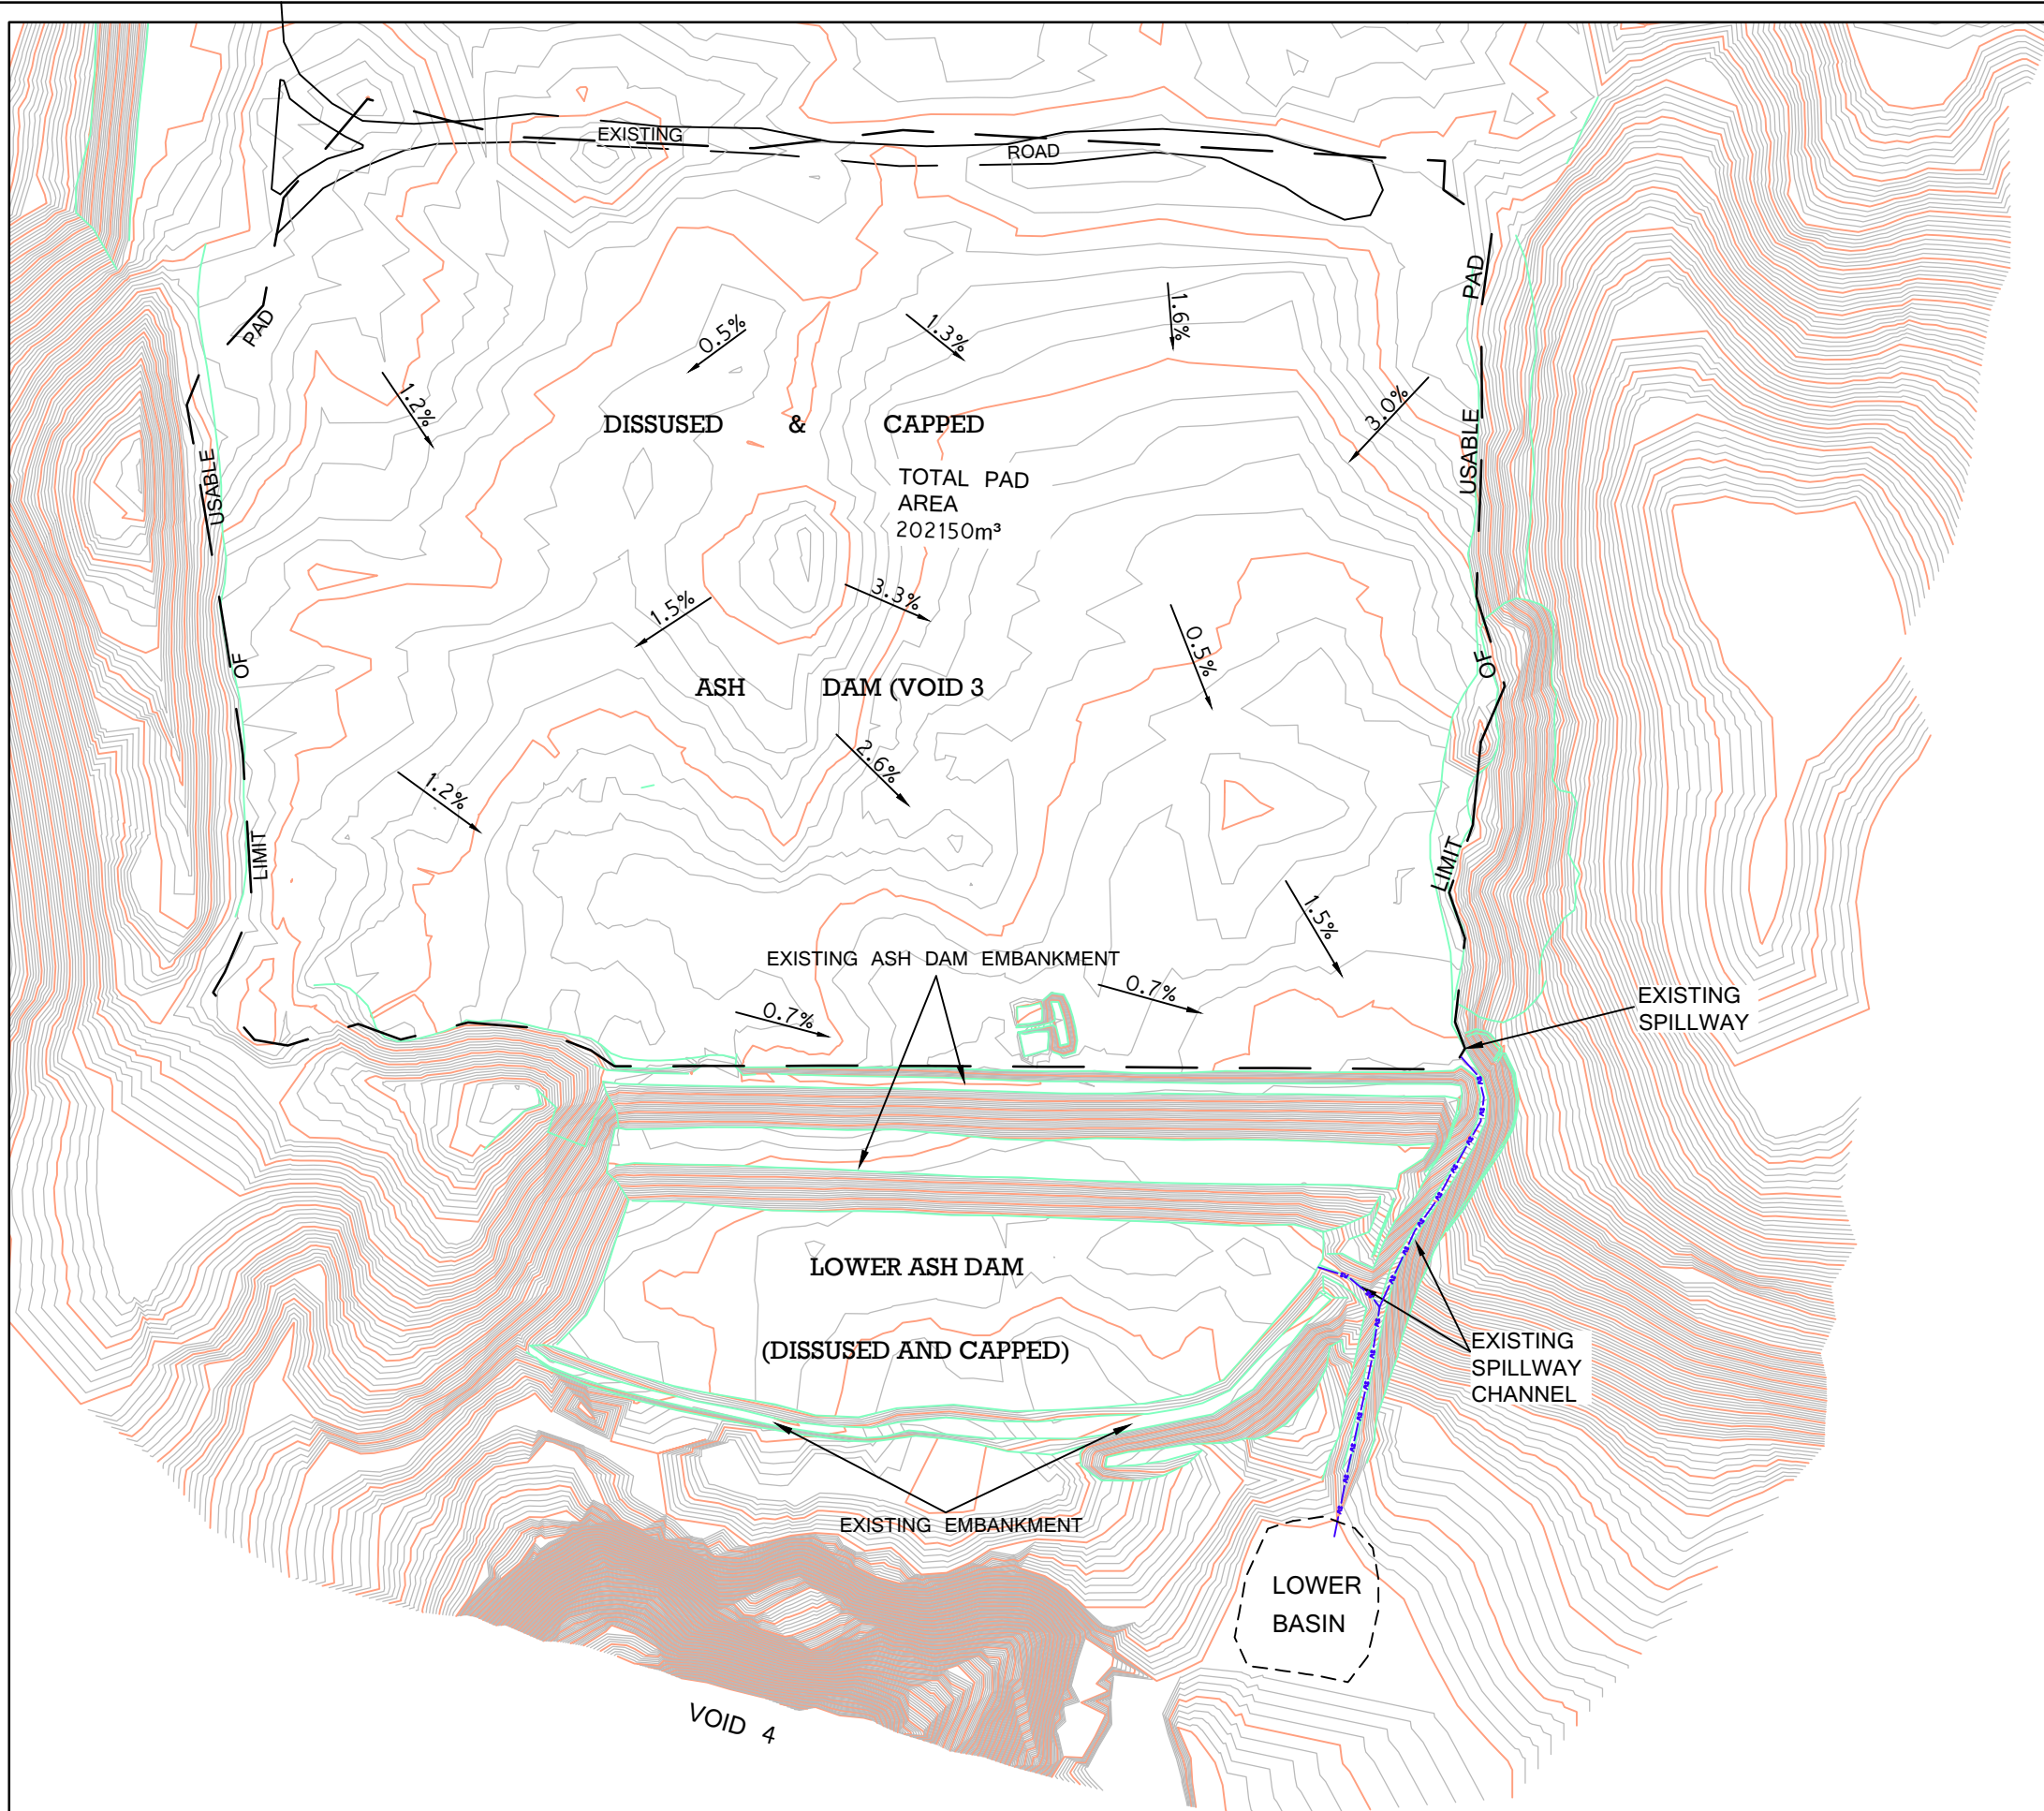 EXISTING
ROAD
PAD
PAD
0.5%
1.3%
1.6%
1.2%
3.0%
DISSUSED & CAPPED
TOTAL PAD
AREA
202150m³
USABLE
USABLE
1.5%
3.3%
0.5%
OF
OF
ASH DAM (VOID 3
2.6%
1.2%
LIMIT
LIMIT
1.5%
EXISTING ASH DAM EMBANKMENT
0.7%
0.7%
EXISTING
SPILLWAY
LOWER ASH DAM
(DISSUSED AND CAPPED)
EXISTING
SPILLWAY
CHANNEL
EXISTING EMBANKMENT
LOWER
BASIN
VOID 4